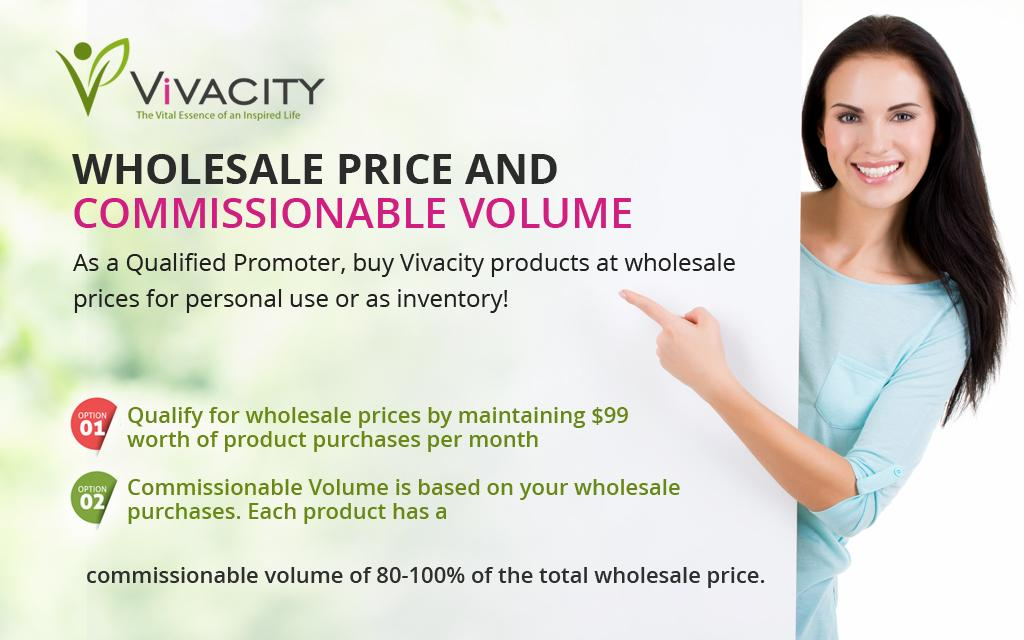 ViVACITY
The Vital Essence of an Inspired Life
WHOLESALE PRICE AND
COMMISSIONABLE VOLUME
As a Qualified Promoter, buy Vivacity products at wholesale
prices for personal use or as inventory!
OPTION
01
Qualify for wholesale prices by maintaining $99
worth of product purchases per month
OPTION
02
Commissionable Volume is based on your wholesale
purchases. Each product has a
commissionable volume of 80-100% of the total wholesale price.